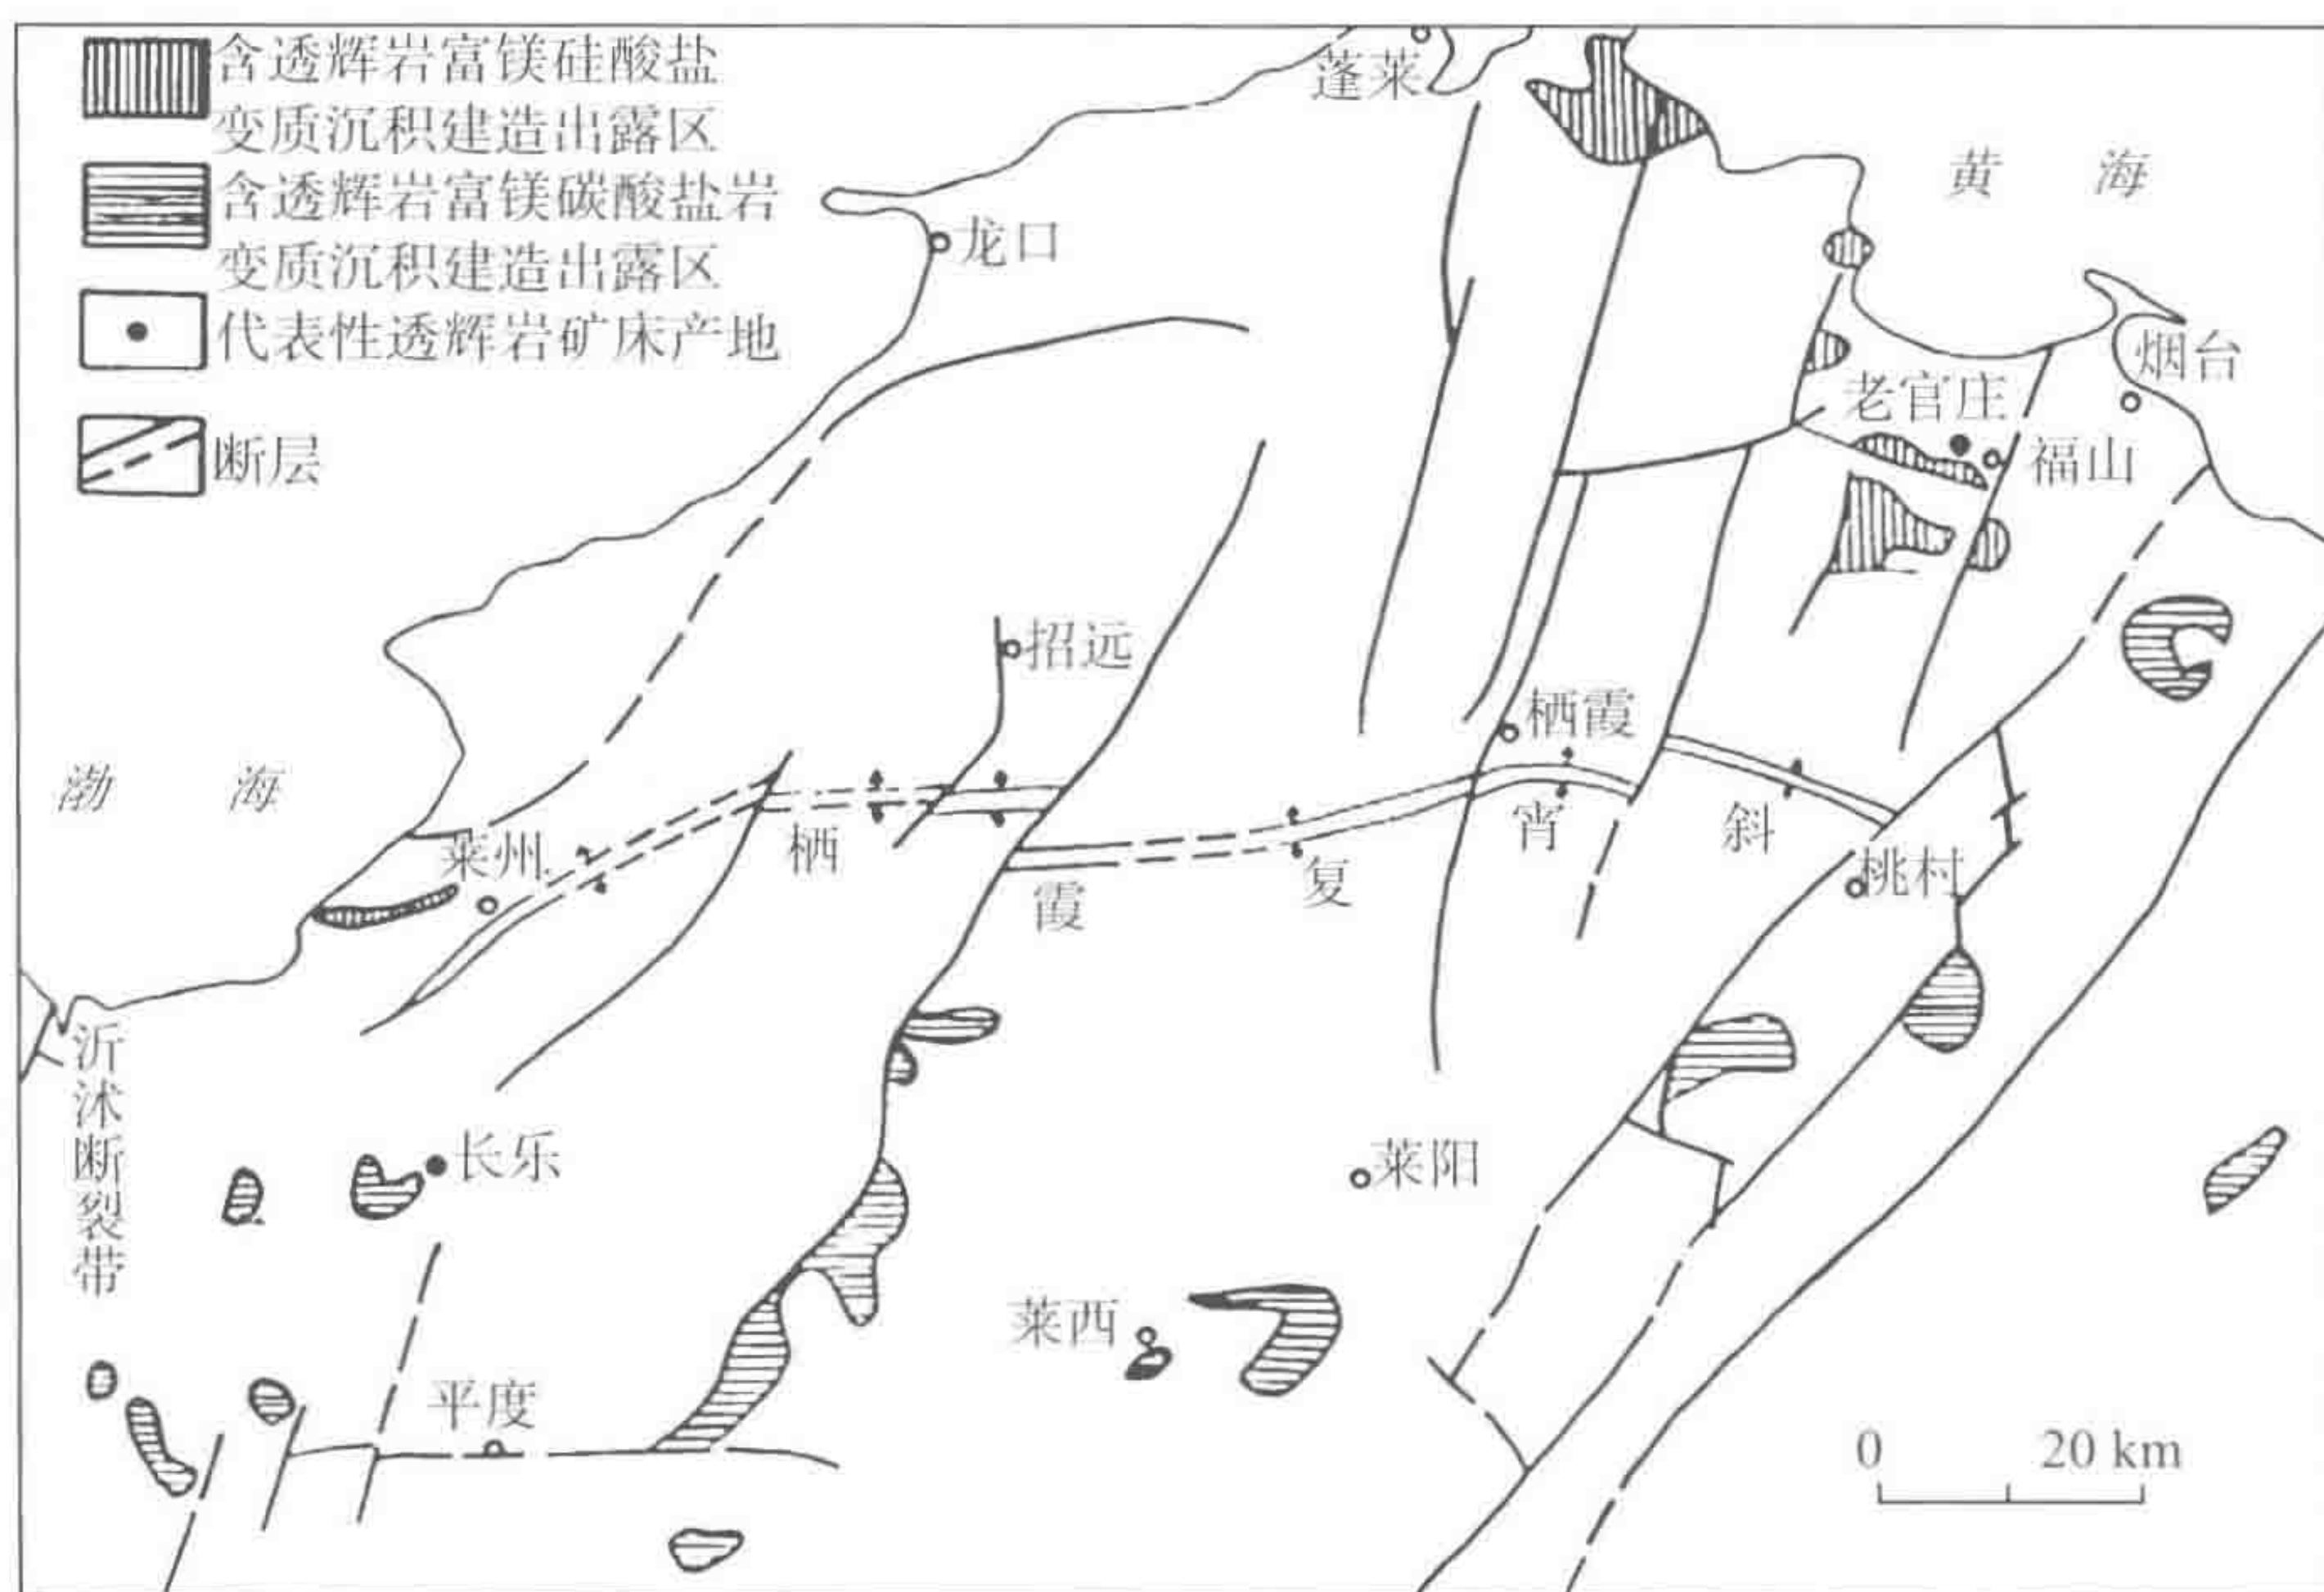 含透辉岩富镁硅酸盐
变质沉积建造出露区
含透辉岩富镁碳酸盐岩
变质沉积建造出露区
代表性透辉岩矿床产地
断层
蓬莱
黄 海
龙口
烟台
老官庄
福山
招远
栖霞
渤 海
莱州
栖
霞
复
宵
斜
桃村
沂
沭
断
裂
带
长乐
莱阳
莱西
平度
0 20 km